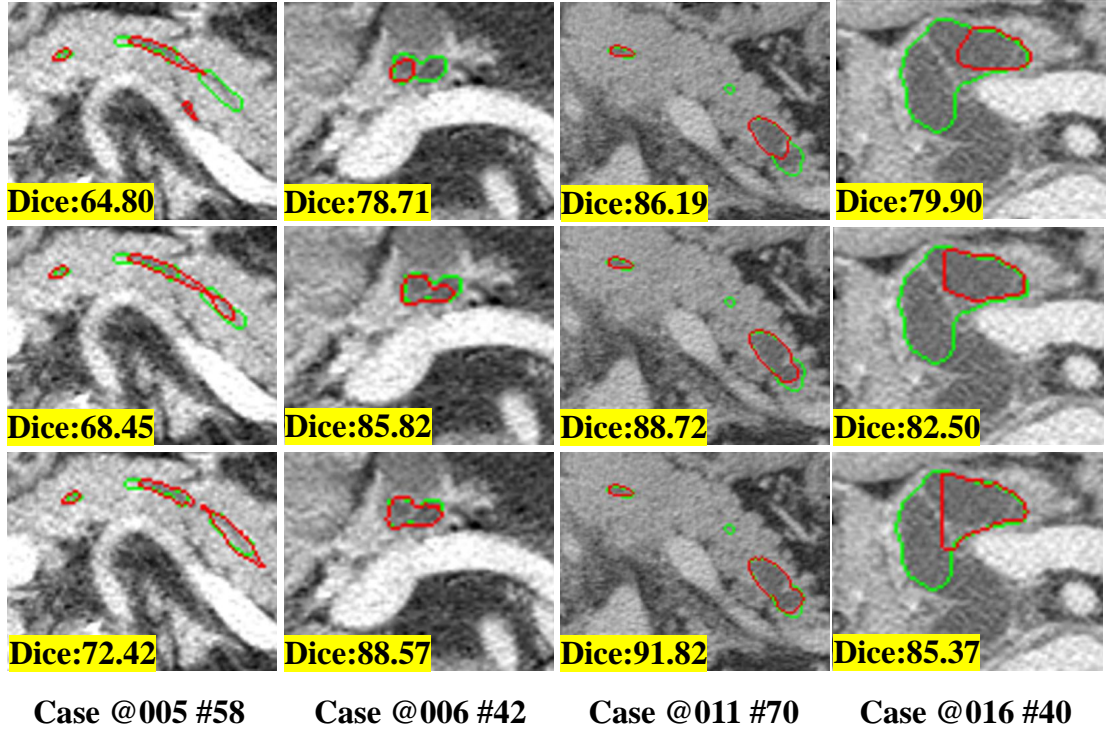 Dice:64.80 Dice:78.71 Dice:86.19 Dice:79.90
Dice:68.45 Dice:85.82 Dice:88.72 Dice:82.50
Dice:72.42 Dice:88.57 Dice:91.82 Dice:85.37
Case @005 #58 Case @006 #42 Case @011 #70 Case @016 #40